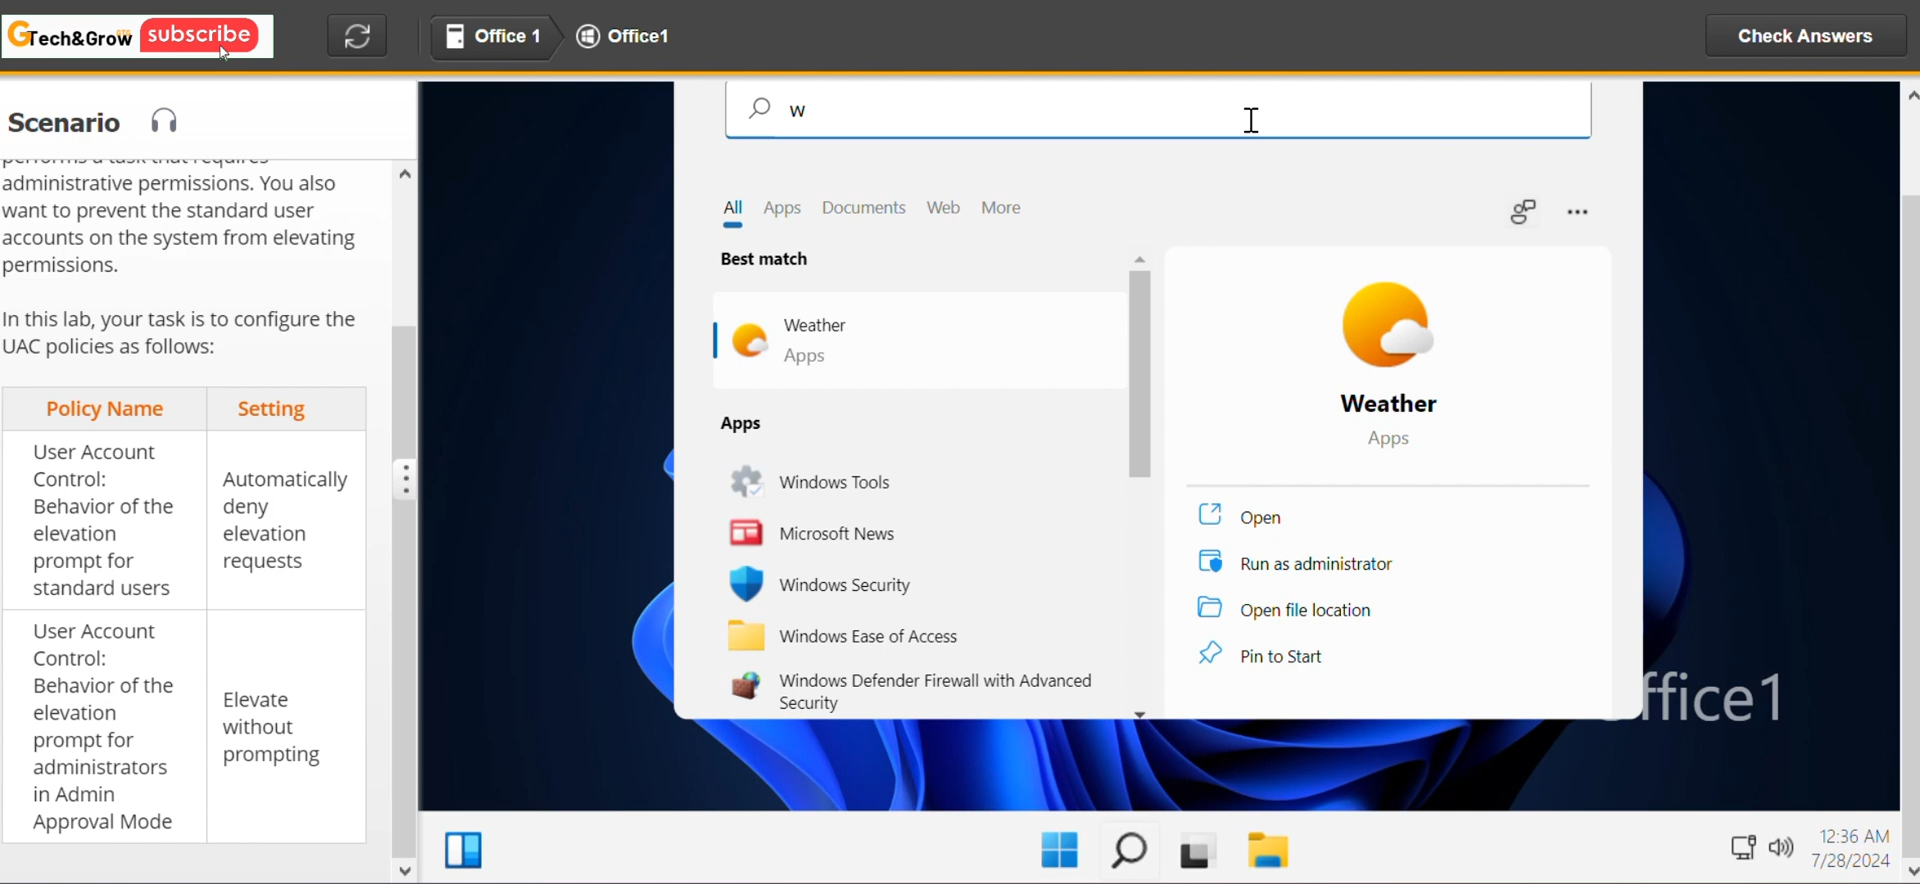 GTech&Grow subscribe
Office 1
Office1
Check Answers
Scenario
performs a task that requires
administrative permissions. You also
want to prevent the standard user
accounts on the system from elevating
permissions.
In this lab, your task is to configure the
UAC policies as follows:
Policy Name
Setting
User Account
Control:
Behavior of the
elevation
prompt for
standard users
Automatically
deny
elevation
requests
User Account
Control:
Behavior of the
elevation
prompt for
administrators
in Admin
Approval Mode
Elevate
without
prompting
w
All Apps Documents Web More
Best match
Weather
Apps
Apps
Windows Tools
Microsoft News
Windows Security
Windows Ease of Access
Windows Defender Firewall with Advanced
Security
Weather
Apps
Open
Run as administrator
Open file location
Pin to Start
ffice1
12:36 AM
7/28/2024